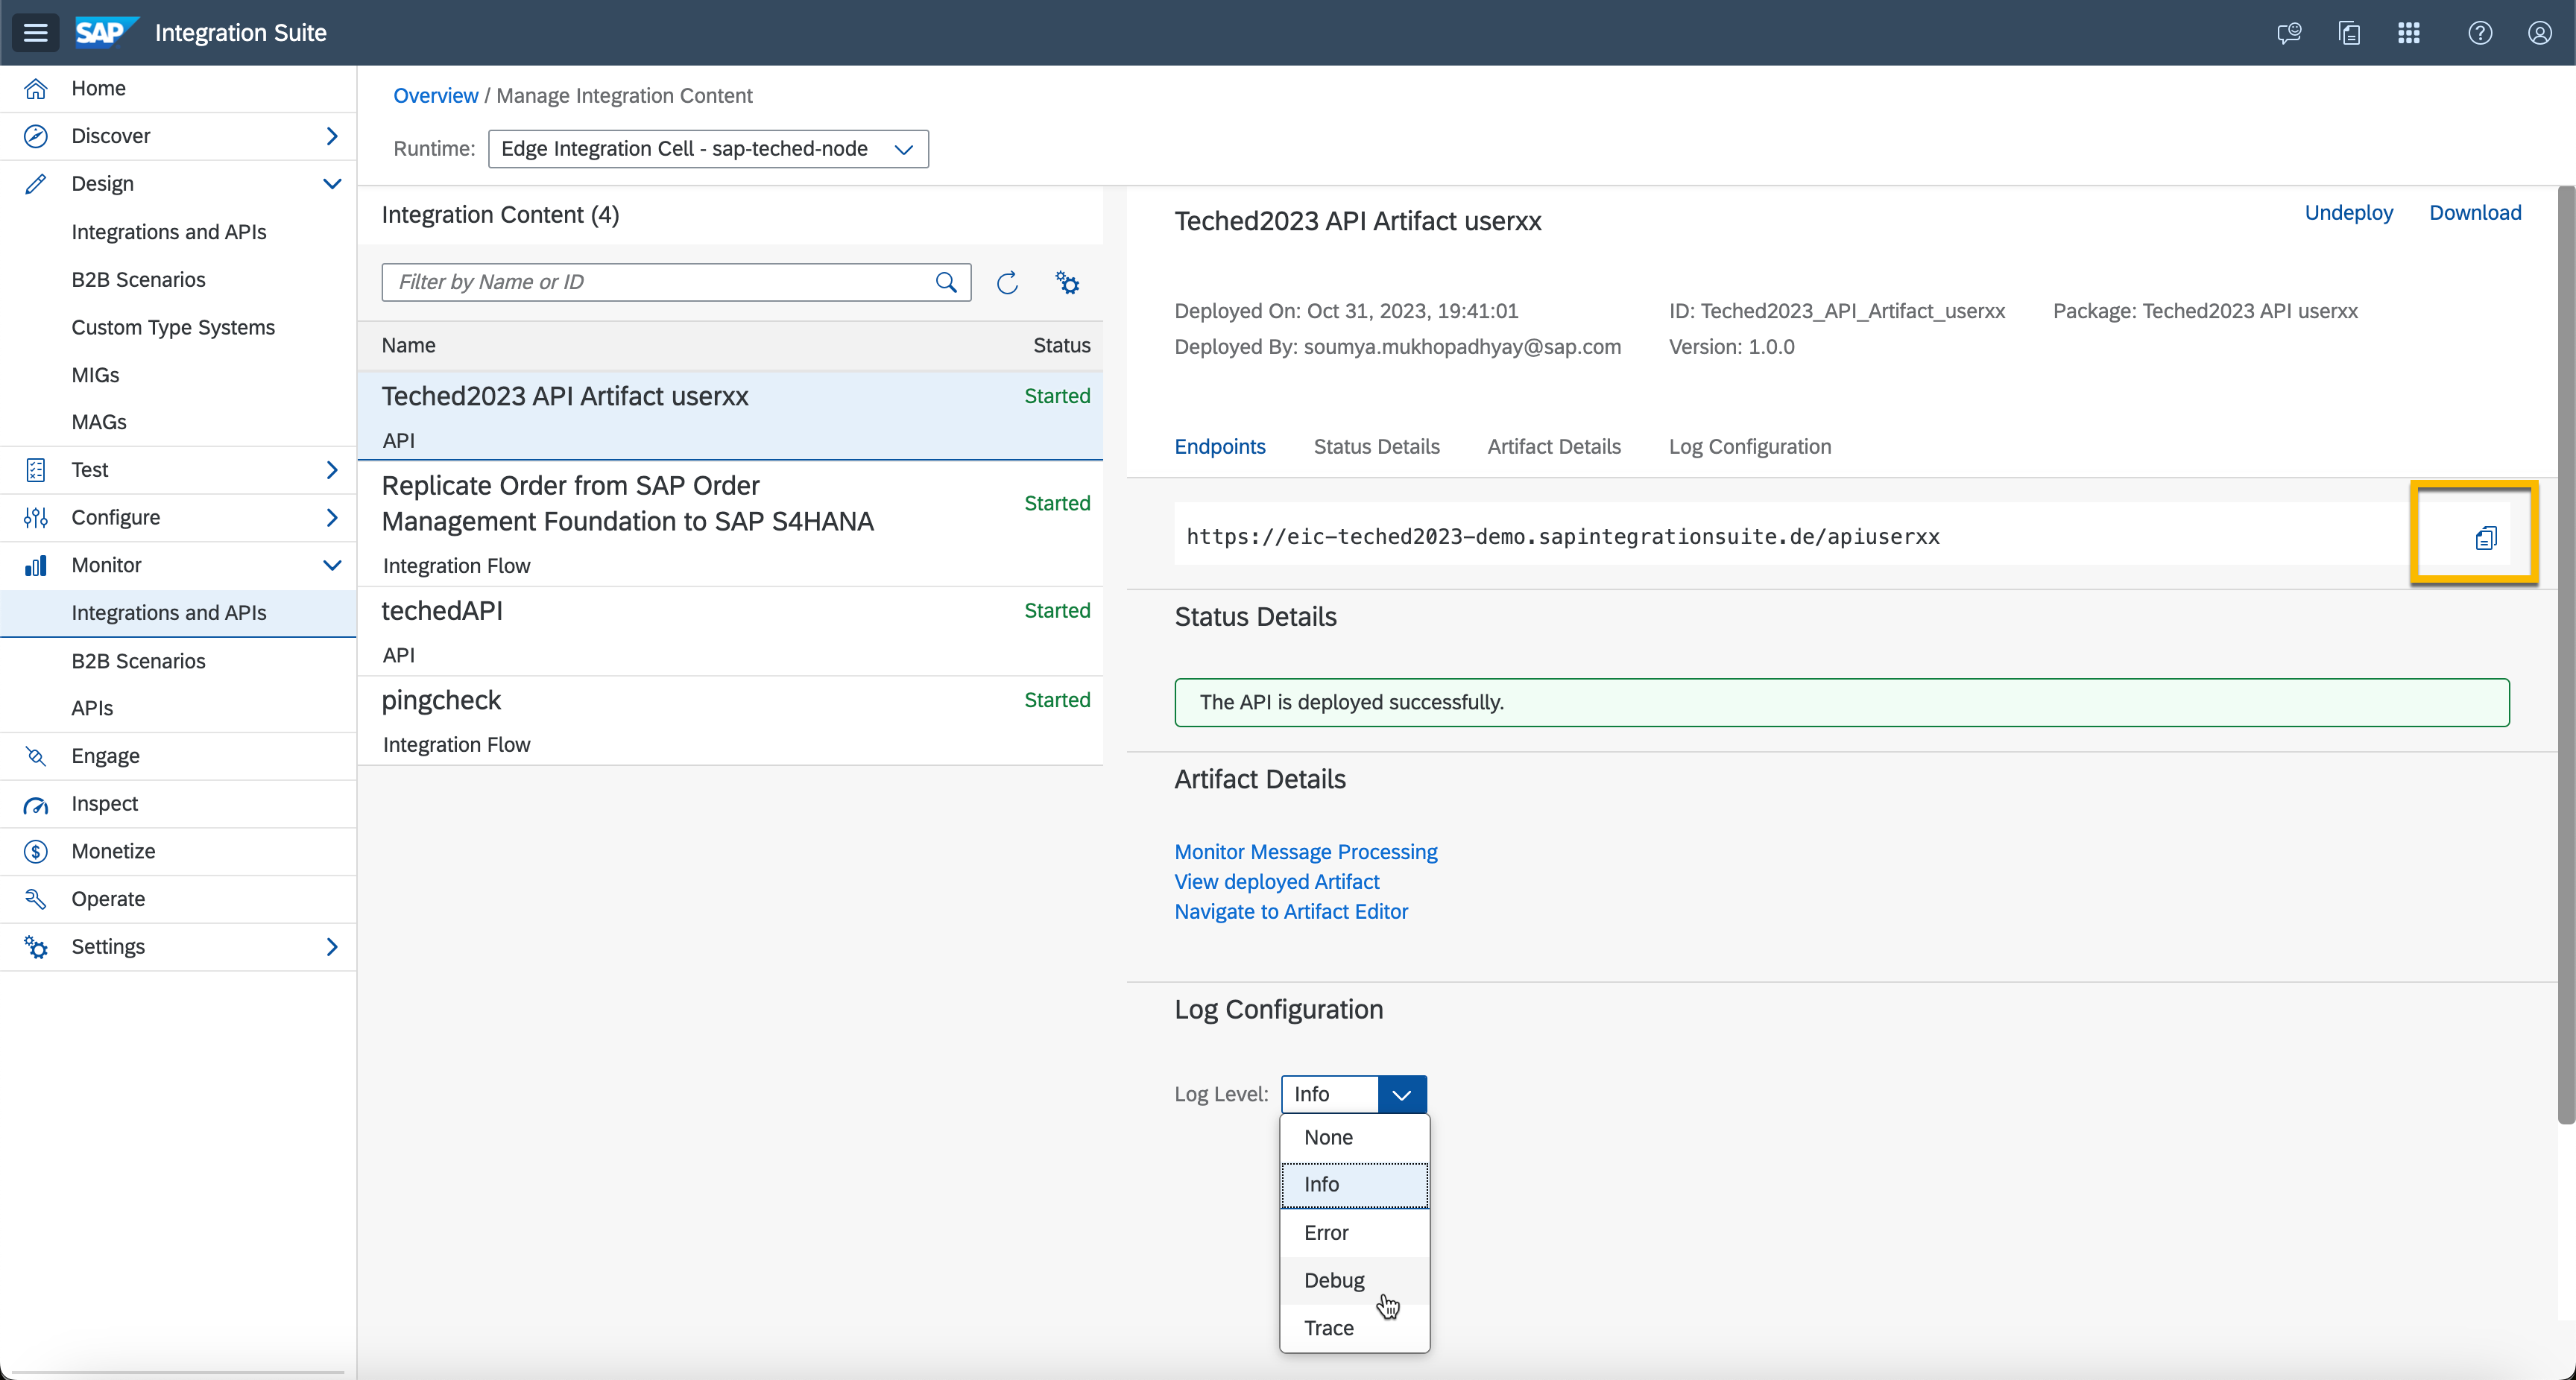 SAP Integration Suite
Home
Discover
Design
Integrations and APIs
B2B Scenarios
Custom Type Systems
MIGs
MAGs
Test
Configure
Monitor
Integrations and APIs
B2B Scenarios
APIs
Engage
Inspect
Monetize
Operate
Settings
Overview / Manage Integration Content
Runtime: Edge Integration Cell - sap-teched-node
Integration Content (4)
Filter by Name or ID
Name Status
Teched2023 API Artifact userxx Started
API
Replicate Order from SAP Order
Management Foundation to SAP S4HANA
Started
Integration Flow
techedAPI Started
API
pingcheck Started
Integration Flow
Teched2023 API Artifact userxx
Undeploy Download
Deployed On: Oct 31, 2023, 19:41:01 ID: Teched2023_API_Artifact_userxx Package: Teched2023 API userxx
Deployed By: soumya.mukhopadhyay@sap.com Version: 1.0.0
Endpoints Status Details Artifact Details Log Configuration
https://eic-teched2023-demo.sapintegrationsuite.de/apiuserxx
Status Details
The API is deployed successfully.
Artifact Details
Monitor Message Processing
View deployed Artifact
Navigate to Artifact Editor
Log Configuration
Log Level: Info
None
Info
Error
Debug
Trace